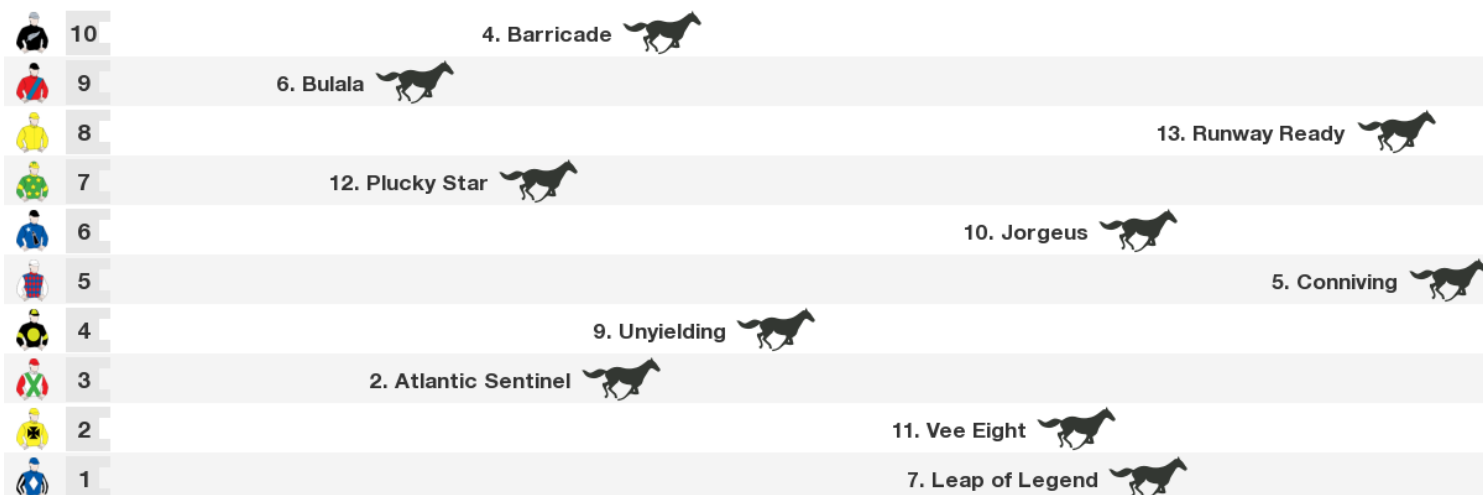 10 4. Barricade
9 6. Bulala
8 13. Runway Ready
7 12. Plucky Star
6 10. Jorgeus
5 5. Conniving
4 9. Unyielding
3 2. Atlantic Sentinel
2 11. Vee Eight
1 7. Leap of Legend